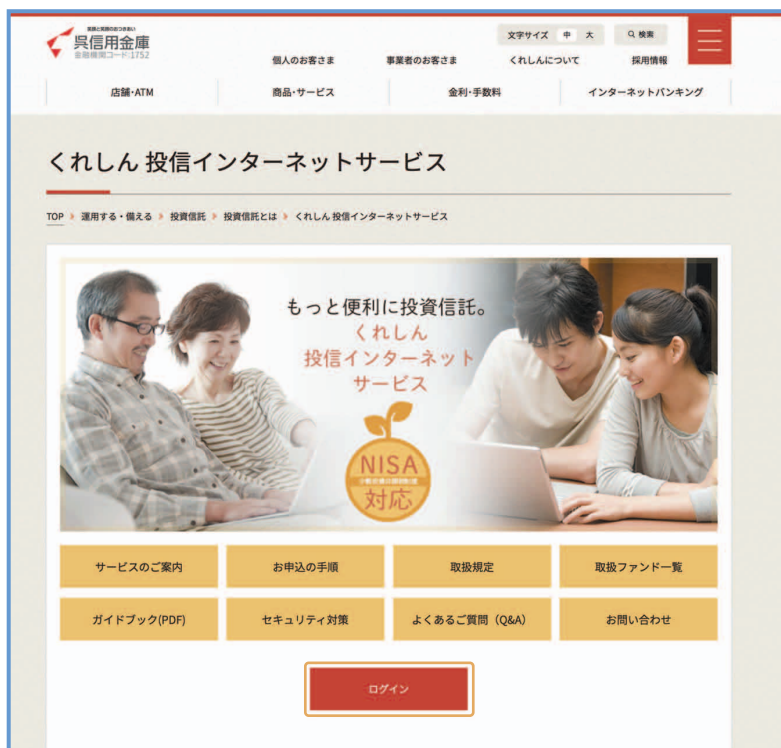 呉信用金庫
金融機関コード:1752
文字サイズ 中 大 検索
個人のお客さま 事業者のお客さま くれしんについて 採用情報
店舗・ATM 商品・サービス 金利・手数料 インターネットバンキング
くれしん 投信インターネットサービス
TOP 運用する・備える 投資信託 投資信託とは くれしん 投信インターネットサービス
もっと便利に投資信託。
くれしん
投信インターネット
サービス
NISA
対応
サービスのご案内 お申込の手順 取扱規定 取扱ファンド一覧
ガイドブック(PDF) セキュリティ対策 よくあるご質問(Q&A) お問い合わせ
ログイン